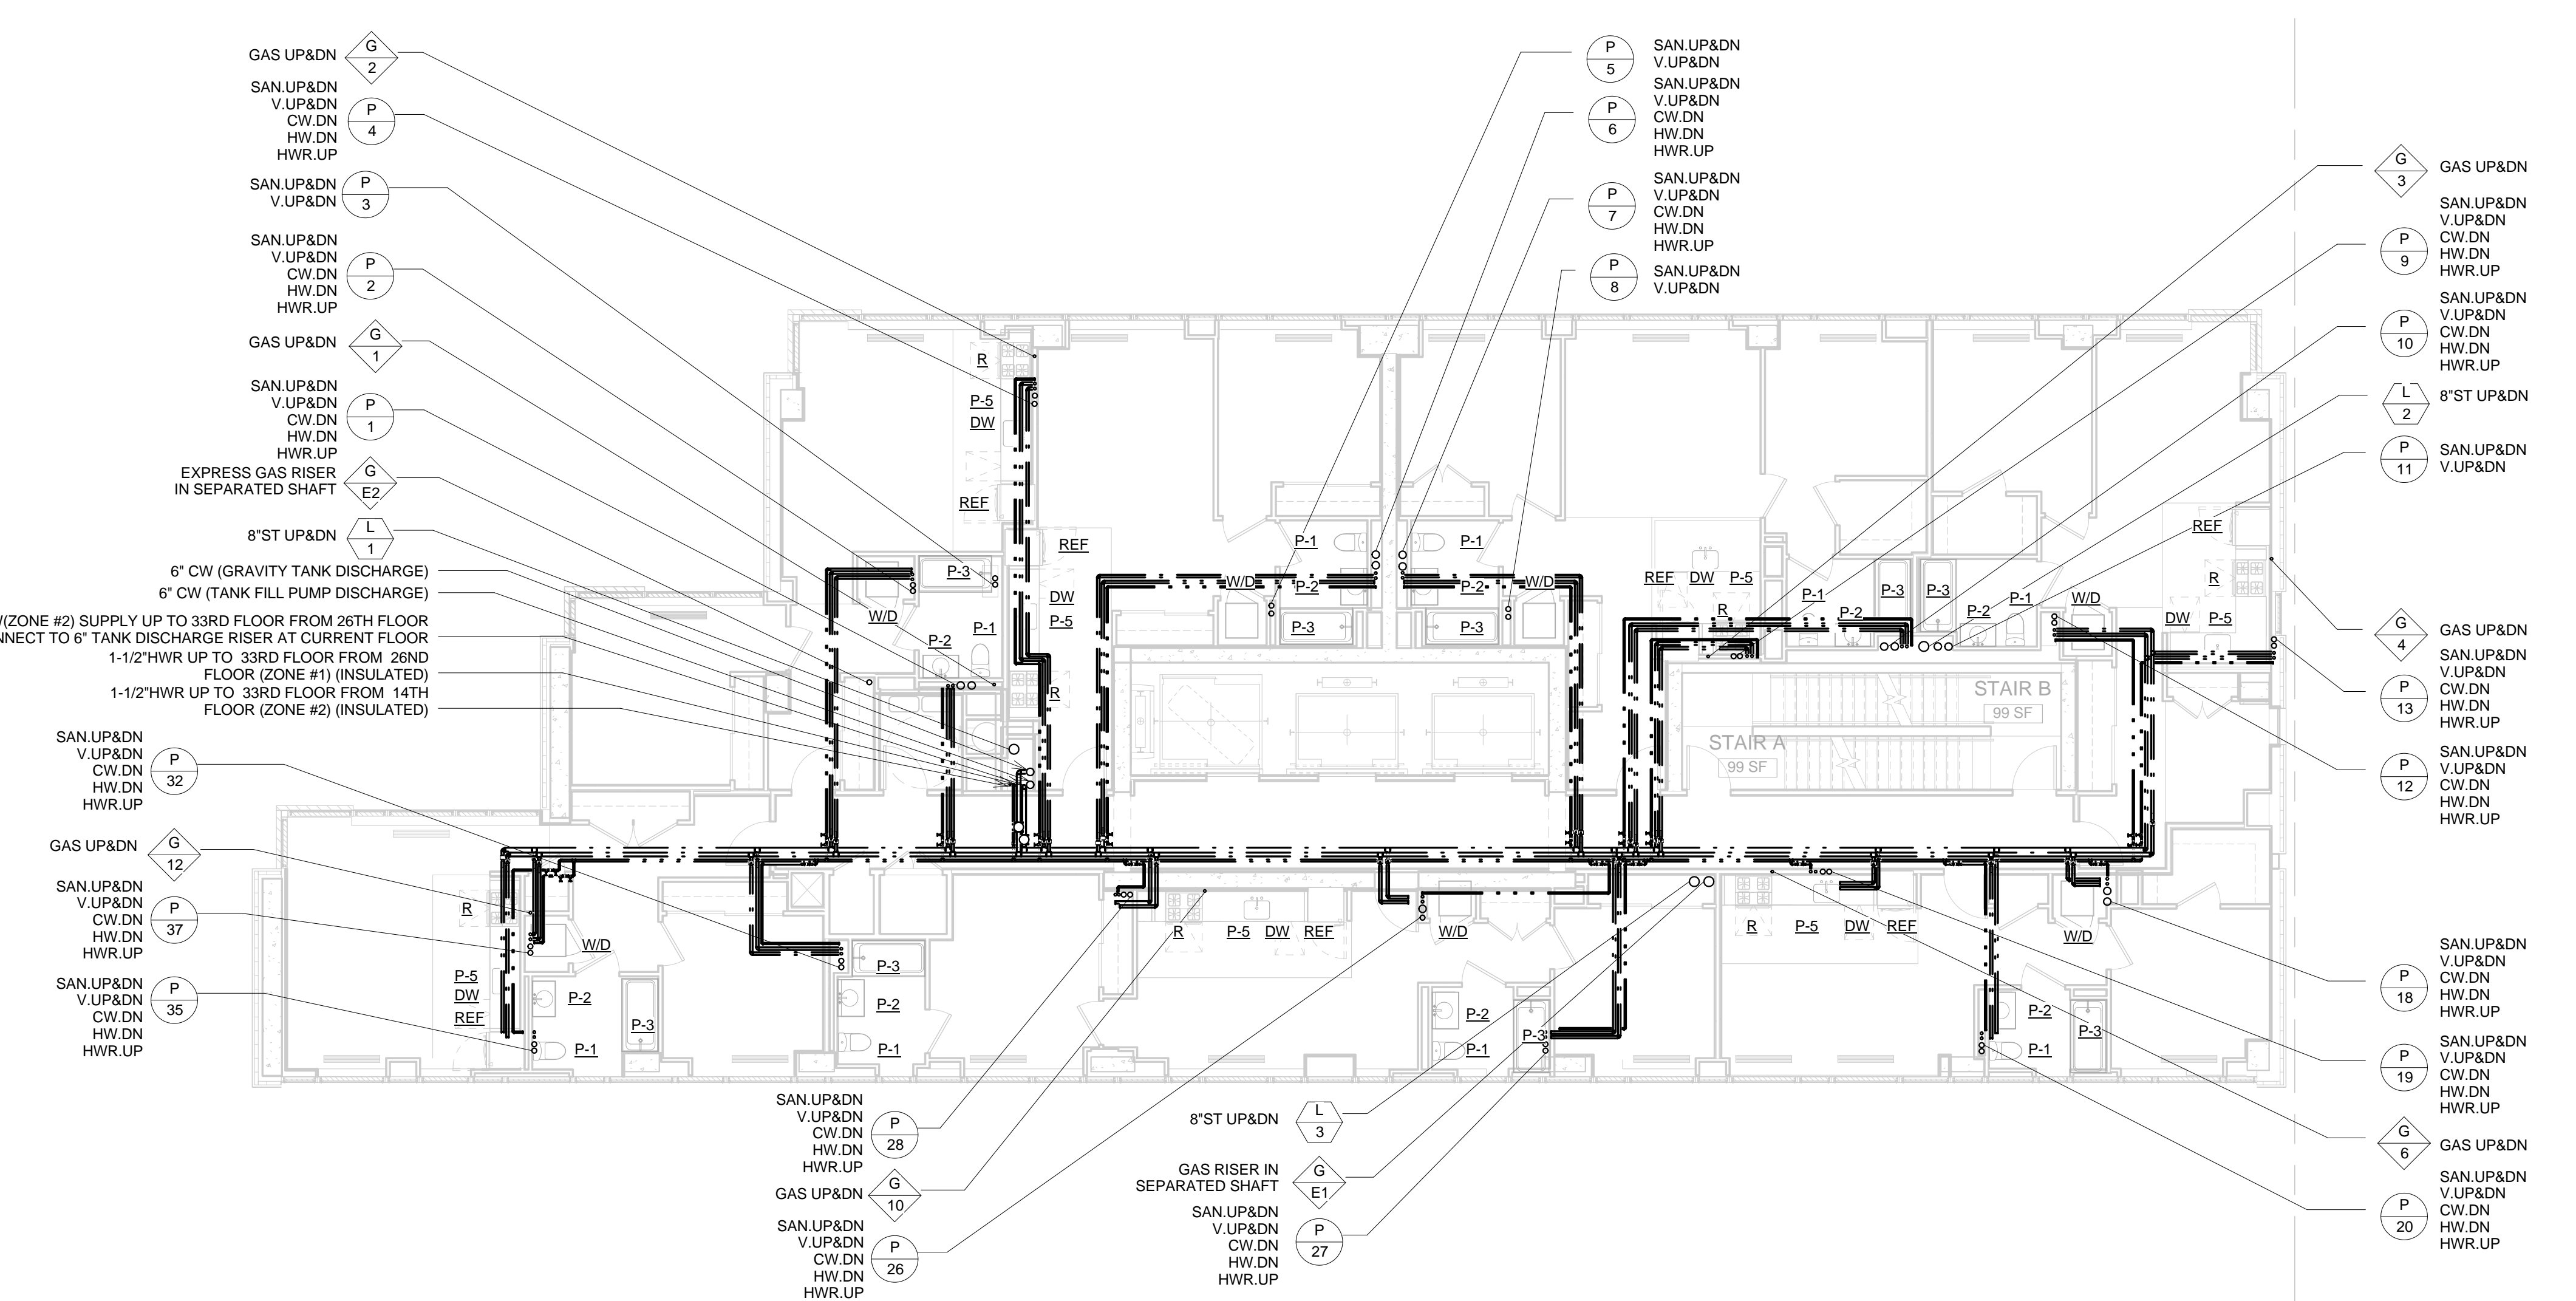 GAS UP&DN
G
2
SAN.UP&DN
V.UP&DN
CW.DN
HW.DN
HWR.UP
P
4
SAN.UP&DN
V.UP&DN
P
3
SAN.UP&DN
V.UP&DN
CW.DN
HW.DN
HWR.UP
P
2
GAS UP&DN
G
1
SAN.UP&DN
V.UP&DN
CW.DN
HW.DN
HWR.UP
P
1
EXPRESS GAS RISER
IN SEPARATED SHAFT
G
E2
8"ST UP&DN
L
1
6" CW (GRAVITY TANK DISCHARGE)
6" CW (TANK FILL PUMP DISCHARGE)
(ZONE #2) SUPPLY UP TO 33RD FLOOR FROM 26TH FLOOR
TO 6" TANK DISCHARGE RISER AT CURRENT FLOOR
1-1/2"HWR UP TO 33RD FLOOR FROM 26ND
FLOOR (ZONE #1) (INSULATED)
1-1/2"HWR UP TO 33RD FLOOR FROM 14TH
FLOOR (ZONE #2) (INSULATED)
SAN.UP&DN
V.UP&DN
CW.DN
HW.DN
HWR.UP
P
32
GAS UP&DN
G
12
SAN.UP&DN
V.UP&DN
CW.DN
HW.DN
HWR.UP
P
37
SAN.UP&DN
V.UP&DN
CW.DN
HW.DN
HWR.UP
P
35
P
5
SAN.UP&DN
V.UP&DN
P
6
SAN.UP&DN
V.UP&DN
CW.DN
HW.DN
HWR.UP
P
7
SAN.UP&DN
V.UP&DN
CW.DN
HW.DN
HWR.UP
P
8
SAN.UP&DN
V.UP&DN
G
3
GAS UP&DN
P
9
SAN.UP&DN
V.UP&DN
CW.DN
HW.DN
HWR.UP
P
10
SAN.UP&DN
V.UP&DN
CW.DN
HW.DN
HWR.UP
L
2
8"ST UP&DN
P
11
SAN.UP&DN
V.UP&DN
G
4
GAS UP&DN
P
13
SAN.UP&DN
V.UP&DN
CW.DN
HW.DN
HWR.UP
P
12
SAN.UP&DN
V.UP&DN
CW.DN
HW.DN
HWR.UP
P
18
SAN.UP&DN
V.UP&DN
CW.DN
HW.DN
HWR.UP
P
19
SAN.UP&DN
V.UP&DN
CW.DN
HW.DN
HWR.UP
G
6
GAS UP&DN
P
20
SAN.UP&DN
V.UP&DN
CW.DN
HW.DN
HWR.UP
R
P-5
DW
REF
REF
DW
P-5
R
P-3
W/D
P-2
P-1
P-1
W/D
P-2
P-3
P-1
P-2
W/D
P-3
REF
DW
P-5
R
P-1
P-2
P-3
P-3
P-2
P-1
W/D
REF
R
DW
P-5
STAIR B
99 SF
STAIR A
99 SF
R
P-5
DW
REF
W/D
P-2
P-3
P-1
P-3
P-2
P-1
R
P-5
DW
REF
W/D
P-2
P-1
P-3
R
P-5
DW
REF
W/D
P-2
P-1
P-3
SAN.UP&DN
V.UP&DN
CW.DN
HW.DN
HWR.UP
P
28
GAS UP&DN
G
10
SAN.UP&DN
V.UP&DN
CW.DN
HW.DN
HWR.UP
P
26
8"ST UP&DN
L
3
GAS RISER IN
SEPARATED SHAFT
G
E1
SAN.UP&DN
V.UP&DN
CW.DN
HW.DN
HWR.UP
P
27